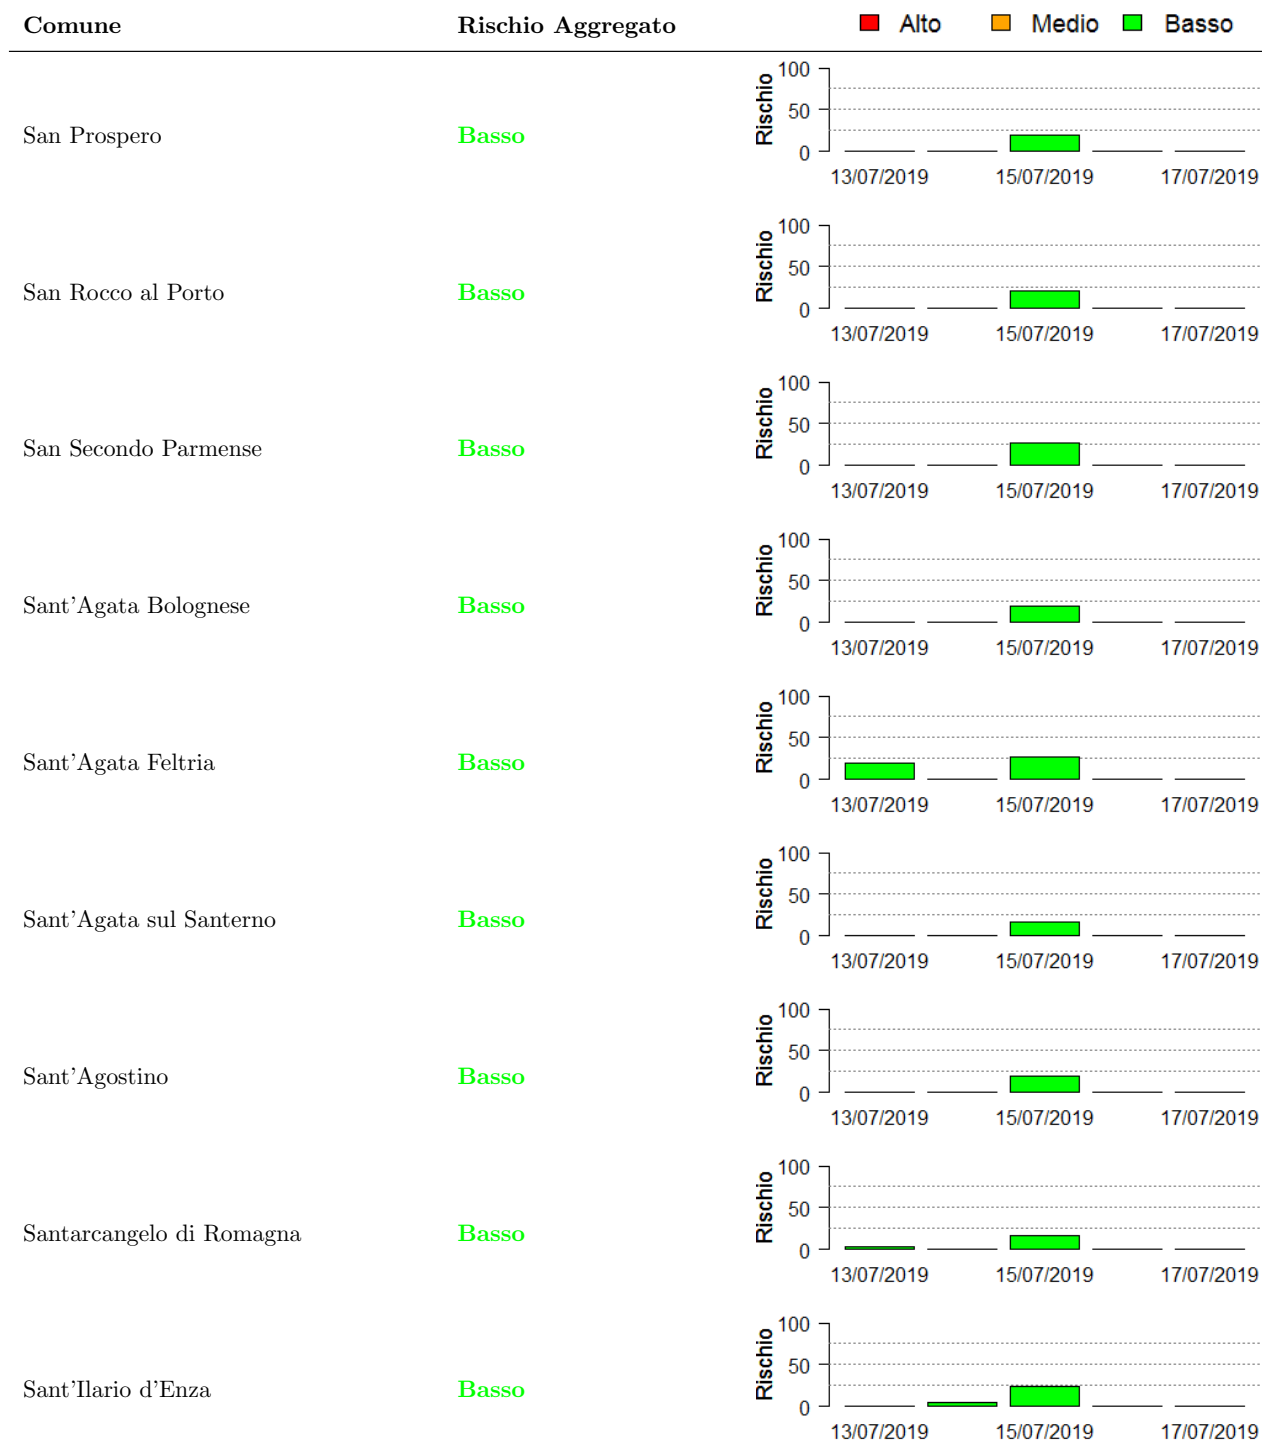 Comune Rischio Aggregato Alto Medio Basso
100
50
0
Rischio
San Prospero Basso
13/07/2019 15/07/2019 17/07/2019
100
50
0
Rischio
San Rocco al Porto Basso
13/07/2019 15/07/2019 17/07/2019
100
50
0
Rischio
San Secondo Parmense Basso
13/07/2019 15/07/2019 17/07/2019
100
50
0
Rischio
Sant'Agata Bolognese Basso
13/07/2019 15/07/2019 17/07/2019
100
50
0
Rischio
Sant'Agata Feltria Basso
13/07/2019 15/07/2019 17/07/2019
100
50
0
Rischio
Sant'Agata sul Santerno Basso
13/07/2019 15/07/2019 17/07/2019
100
50
0
Rischio
Sant'Agostino Basso
13/07/2019 15/07/2019 17/07/2019
100
50
0
Rischio
Santarcangelo di Romagna Basso
13/07/2019 15/07/2019 17/07/2019
100
50
0
Rischio
Sant'Ilario d'Enza Basso
13/07/2019 15/07/2019 17/07/2019